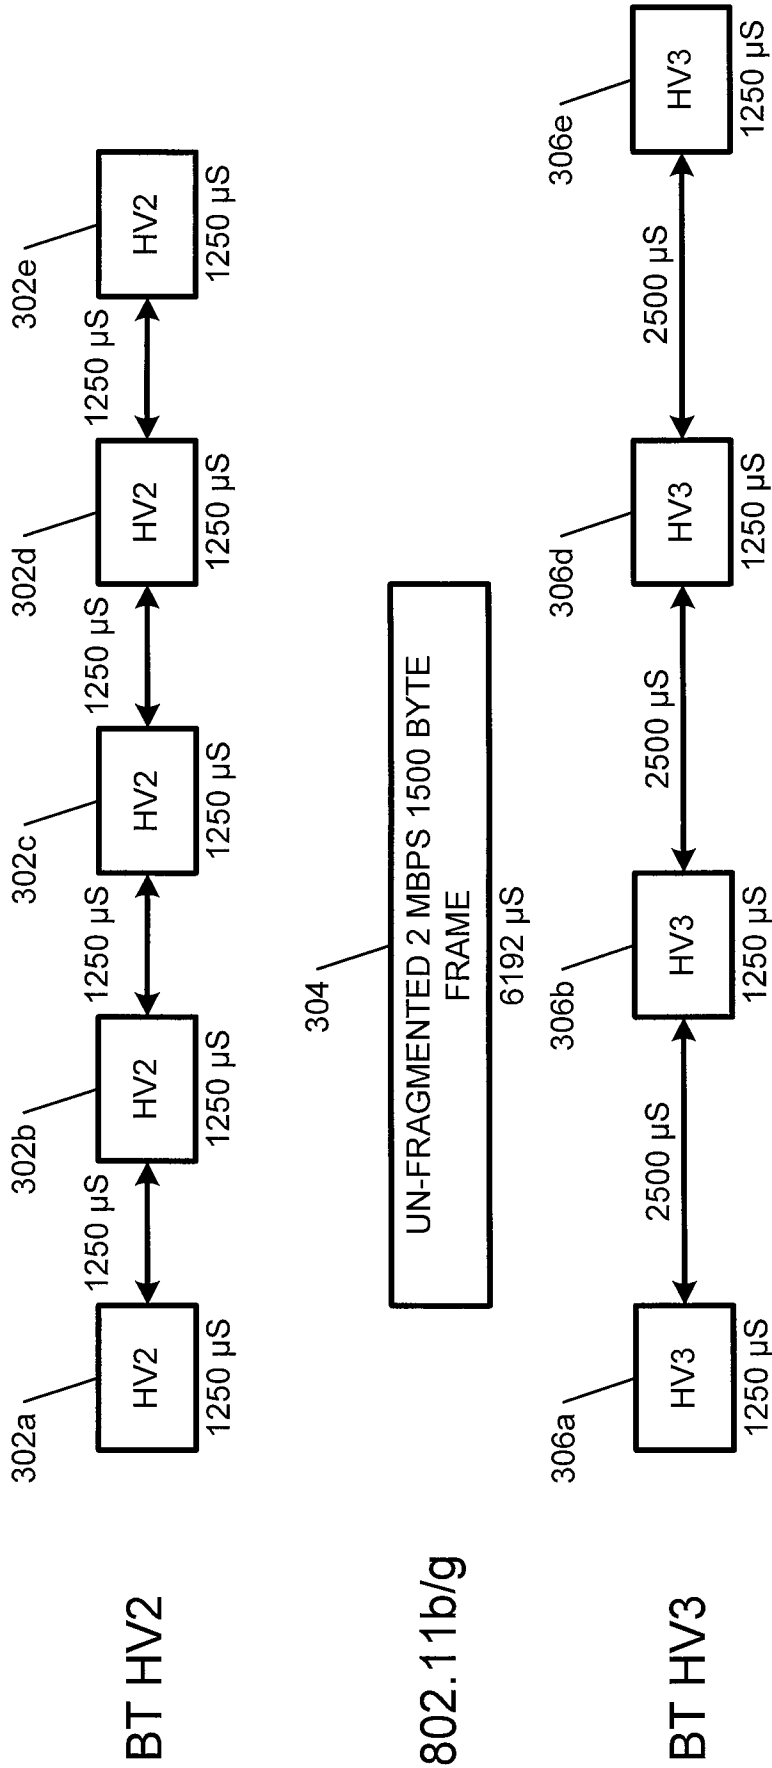 BT HV2
302a
302b
302c
302d
302e
HV2
1250 µS
HV2
1250 µS
HV2
1250 µS
HV2
1250 µS
HV2
1250 µS
1250 µS
1250 µS
1250 µS
1250 µS
802.11b/g
304
UN-FRAGMENTED 2 MBPS 1500 BYTE
FRAME
6192 µS
BT HV3
306a
306b
306d
306e
HV3
2500 µS
HV3
2500 µS
HV3
2500 µS
HV3
1250 µS
1250 µS
1250 µS
1250 µS